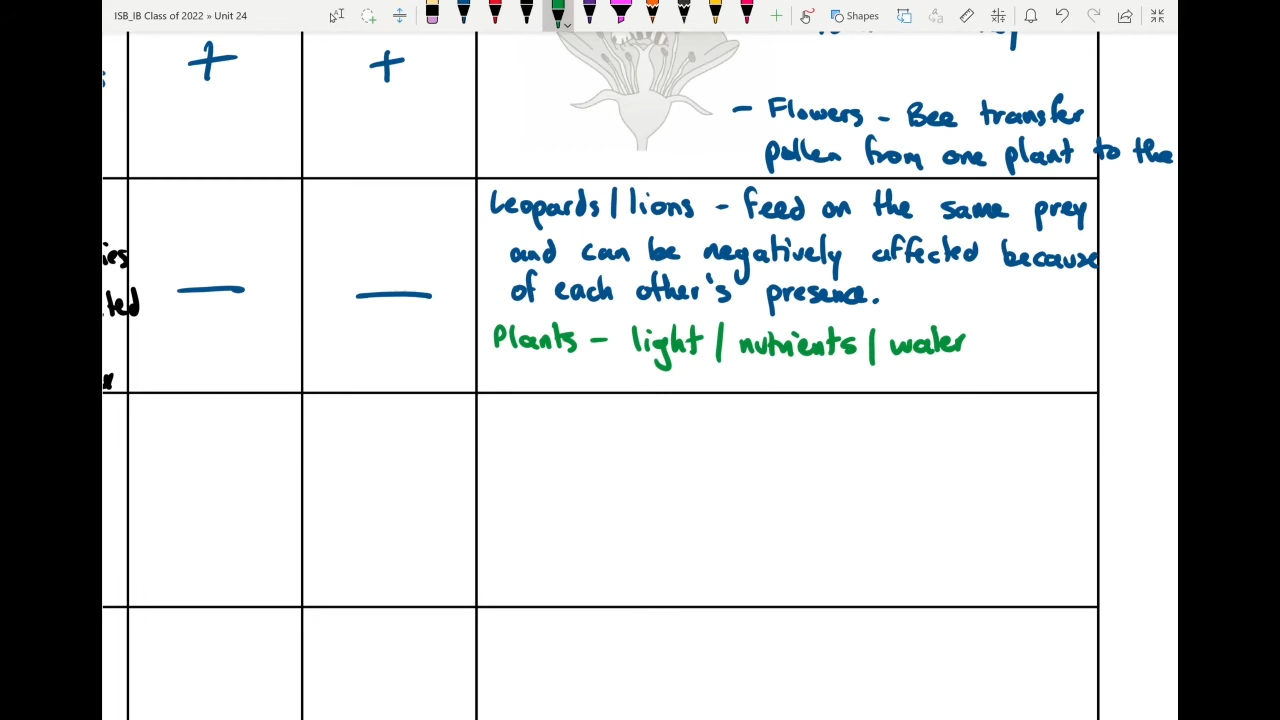 ISB_IB Class of 2022 » Unit 24
Shapes
+ +
- Flowers - Bee transfer
pollen from one plant to the
Leopards / lions - feed on the same prey
and can be negatively affected because
of each other's presence.
— —
Plants - light / nutrients / water